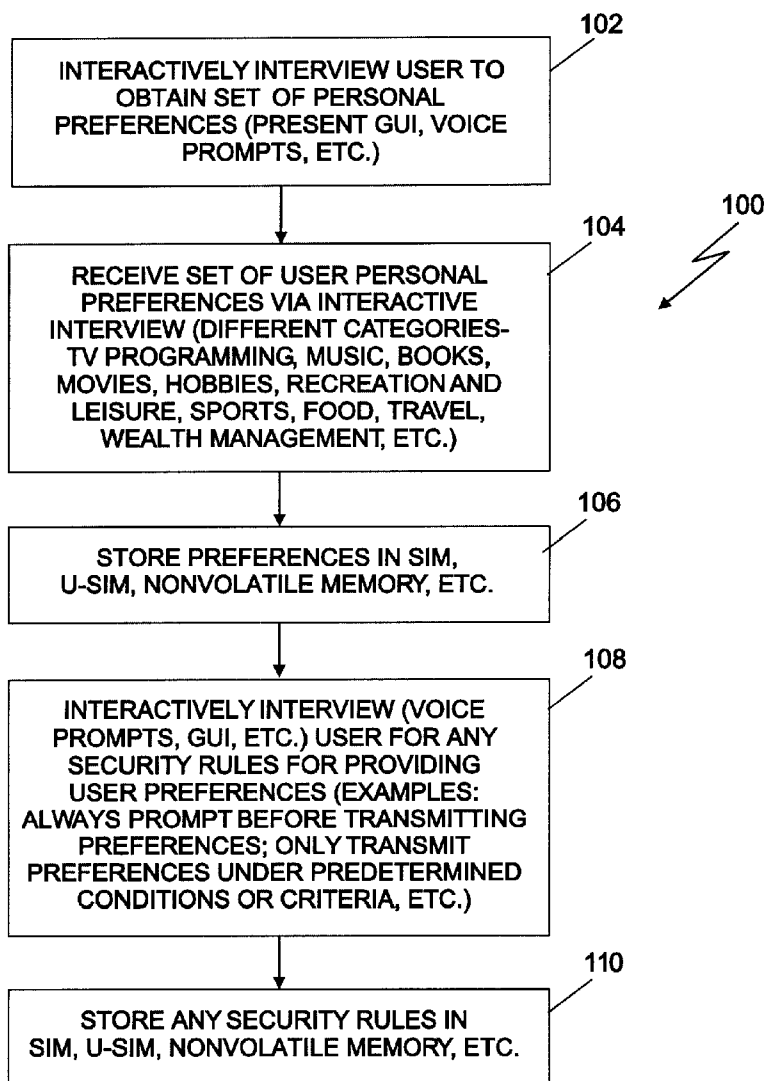 102
INTERACTIVELY INTERVIEW USER TO
OBTAIN SET OF PERSONAL
PREFERENCES (PRESENT GUI, VOICE
PROMPTS, ETC.)
100
104
RECEIVE SET OF USER PERSONAL
PREFERENCES VIA INTERACTIVE
INTERVIEW (DIFFERENT CATEGORIES-
TV PROGRAMMING, MUSIC, BOOKS,
MOVIES, HOBBIES, RECREATION AND
LEISURE, SPORTS, FOOD, TRAVEL,
WEALTH MANAGEMENT, ETC.)
106
STORE PREFERENCES IN SIM,
U-SIM, NONVOLATILE MEMORY, ETC.
108
INTERACTIVELY INTERVIEW (VOICE
PROMPTS, GUI, ETC.) USER FOR ANY
SECURITY RULES FOR PROVIDING
USER PREFERENCES (EXAMPLES:
ALWAYS PROMPT BEFORE TRANSMITTING
PREFERENCES; ONLY TRANSMIT
PREFERENCES UNDER PREDETERMINED
CONDITIONS OR CRITERIA, ETC.)
110
STORE ANY SECURITY RULES IN
SIM, U-SIM, NONVOLATILE MEMORY, ETC.